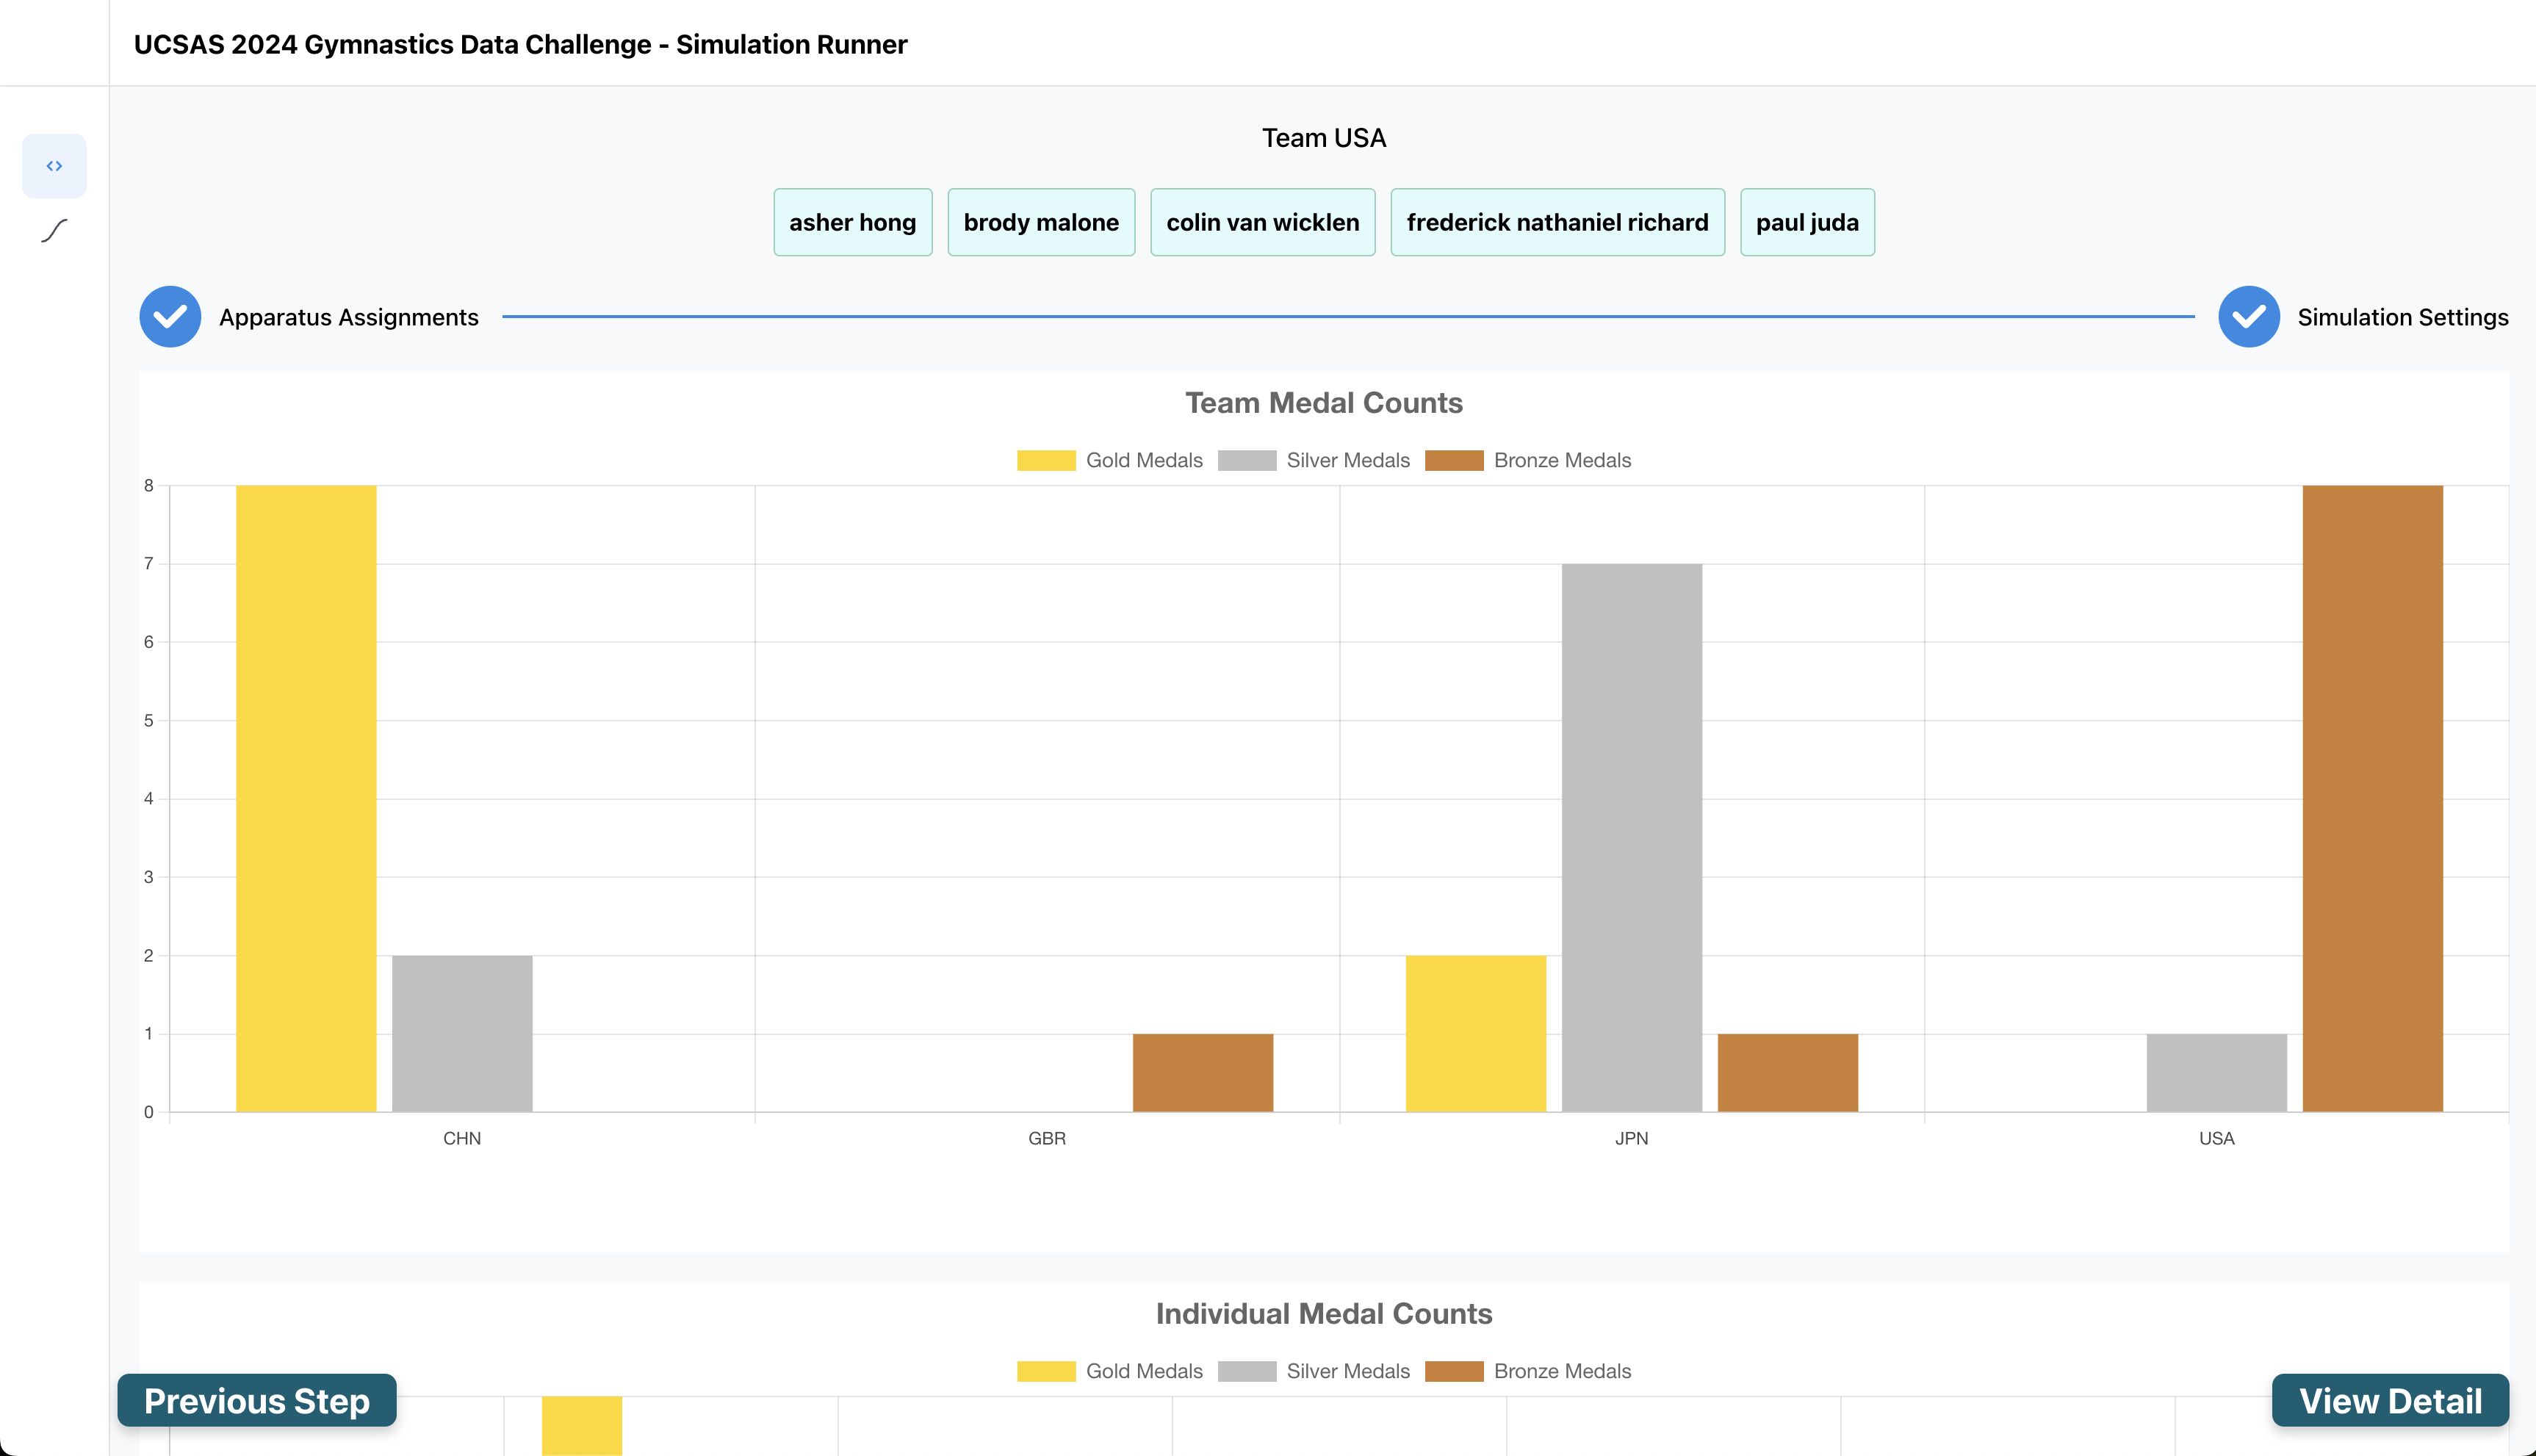 UCSAS 2024 Gymnastics Data Challenge - Simulation Runner
Team USA
asher hong brody malone colin van wicklen frederick nathaniel richard paul juda
Apparatus Assignments Simulation Settings
Team Medal Counts
Gold Medals Silver Medals Bronze Medals
8
7
6
5
4
3
2
1
0
CHN GBR JPN USA
Individual Medal Counts
Gold Medals Silver Medals Bronze Medals
Previous Step View Detail